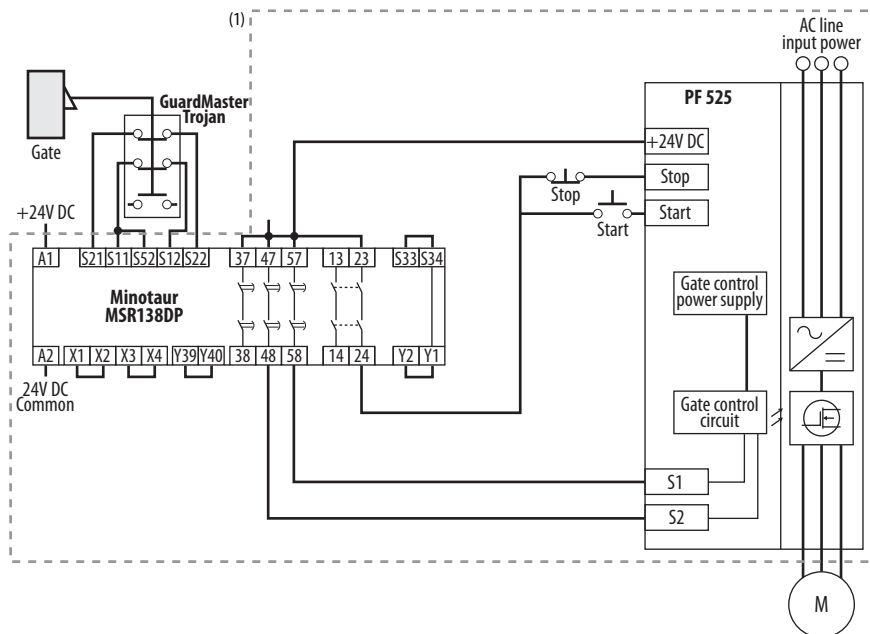 (1)
AC line
input power
GuardMaster
Trojan
Gate
PF 525
+24V DC
Stop
Stop
Start
Start
+24V DC
A1 S21 S11 S52 S12 S22 37 47 57 13 23 S33 S34
Minotaur
MSR138DP
A2 X1 X2 X3 X4 Y39 Y40 38 48 58 14 24 Y2 Y1
24V DC
Common
Gate control
power supply
Gate control
circuit
S1
S2
M